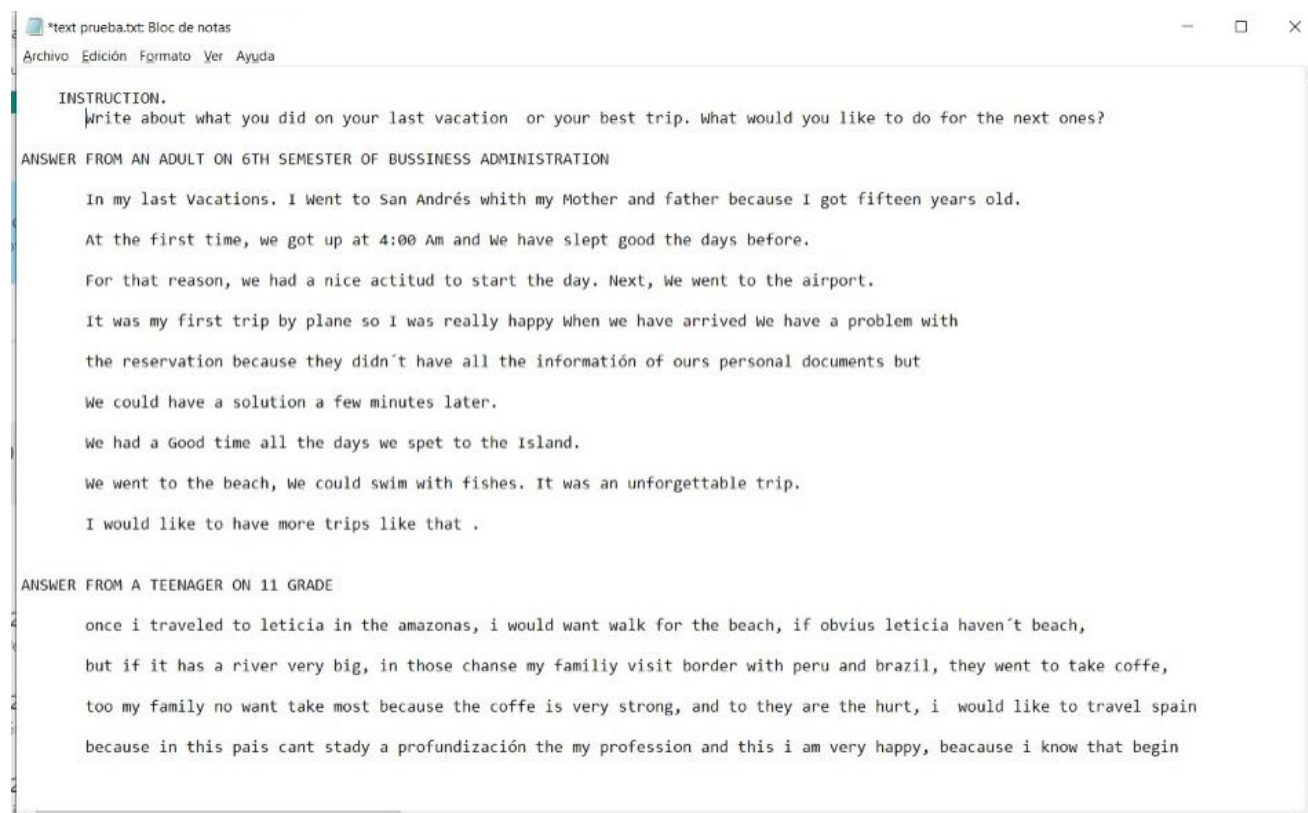 *text prueba.txt: Bloc de notas
Archivo Edición Formato Ver Ayuda
INSTRUCTION.
Write about what you did on your last vacation or your best trip. What would you like to do for the next ones?
ANSWER FROM AN ADULT ON 6TH SEMESTER OF BUSSINESS ADMINISTRATION
In my last Vacations. I Went to San Andrés whith my Mother and father because I got fifteen years old.
At the first time, we got up at 4:00 Am and We have slept good the days before.
For that reason, we had a nice actitud to start the day. Next, We went to the airport.
It was my first trip by plane so I was really happy When we have arrived We have a problem with
the reservation because they didn´t have all the informatión of ours personal documents but
We could have a solution a few minutes later.
We had a Good time all the days we spet to the Island.
We went to the beach, We could swim with fishes. It was an unforgettable trip.
I would like to have more trips like that .
ANSWER FROM A TEENAGER ON 11 GRADE
once i traveled to leticia in the amazonas, i would want walk for the beach, if obvius leticia haven´t beach,
but if it has a river very big, in those chanse my familiy visit border with peru and brazil, they went to take coffe,
too my family no want take most because the coffe is very strong, and to they are the hurt, i would like to travel spain
because in this pais cant stady a profundización the my profession and this i am very happy, beacause i know that begin